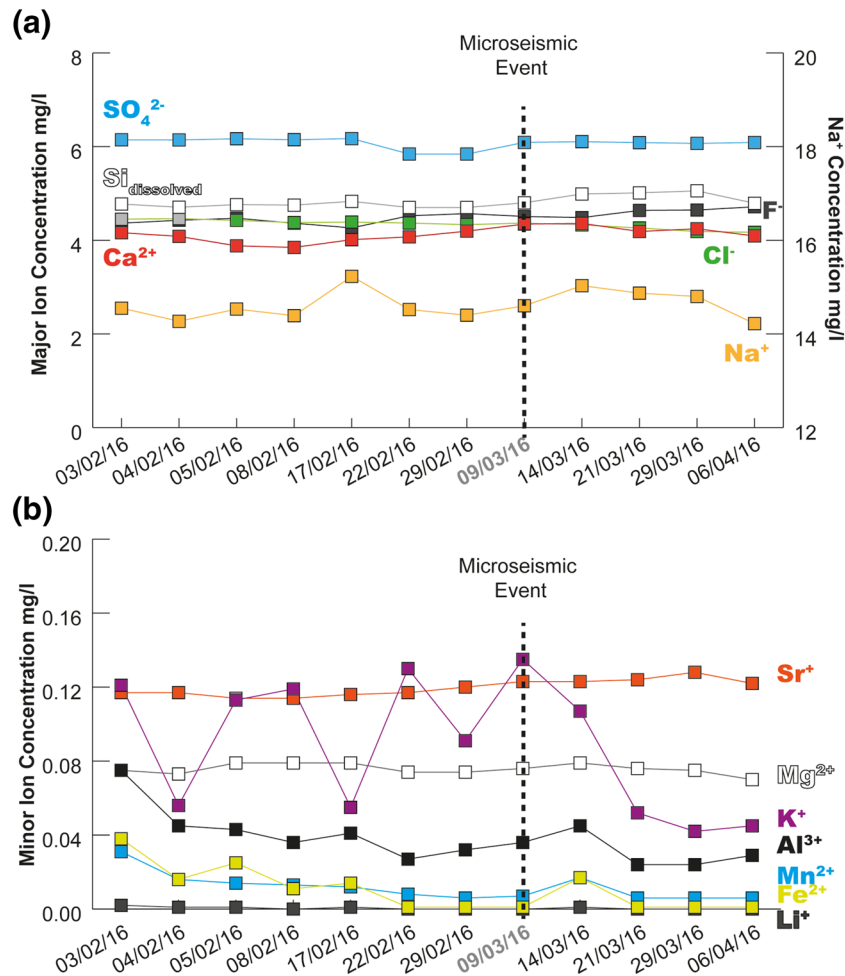 (a)
Microseismic
Event
8
6
4
2
0
Major Ion Concentration mg/l
20
18
16
14
12
Na⁺ Concentration mg/l
SO₄²⁻
Si dissolved
Ca²⁺
F⁻
Cl⁻
Na⁺
03/02/16
04/02/16
05/02/16
08/02/16
17/02/16
22/02/16
29/02/16
09/03/16
14/03/16
21/03/16
29/03/16
06/04/16
(b)
Microseismic
Event
0.20
0.16
0.12
0.08
0.04
0.00
Minor Ion Concentration mg/l
Sr⁺
Mg²⁺
K⁺
Al³⁺
Mn²⁺
Fe²⁺
Li⁺
03/02/16
04/02/16
05/02/16
08/02/16
17/02/16
22/02/16
29/02/16
09/03/16
14/03/16
21/03/16
29/03/16
06/04/16